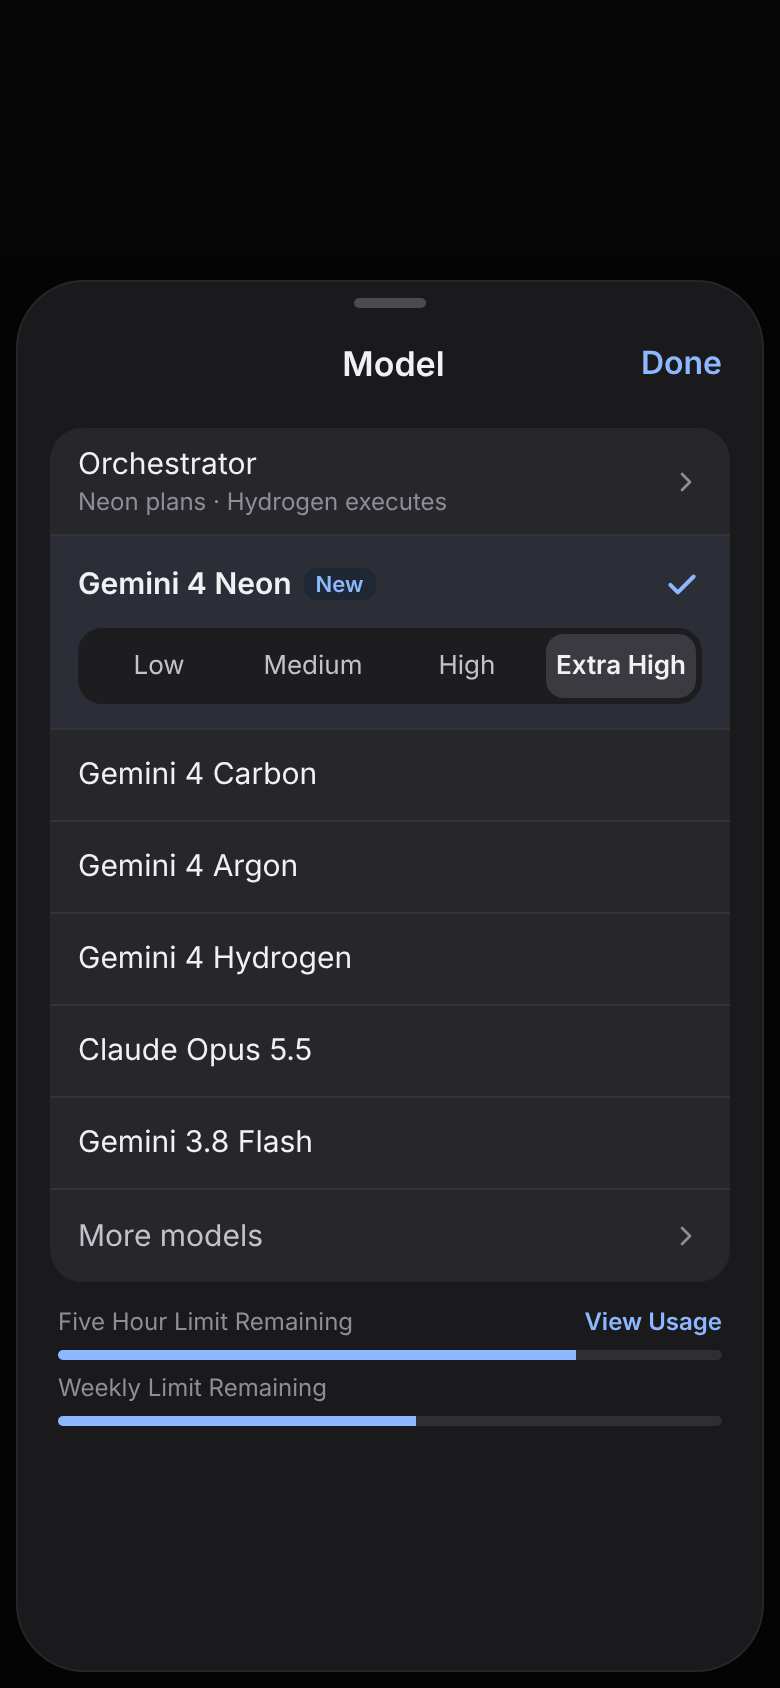 Model
Done
Orchestrator
Neon plans · Hydrogen executes
Gemini 4 Neon New
Low Medium High Extra High
Gemini 4 Carbon
Gemini 4 Argon
Gemini 4 Hydrogen
Claude Opus 5.5
Gemini 3.8 Flash
More models
Five Hour Limit Remaining
View Usage
Weekly Limit Remaining